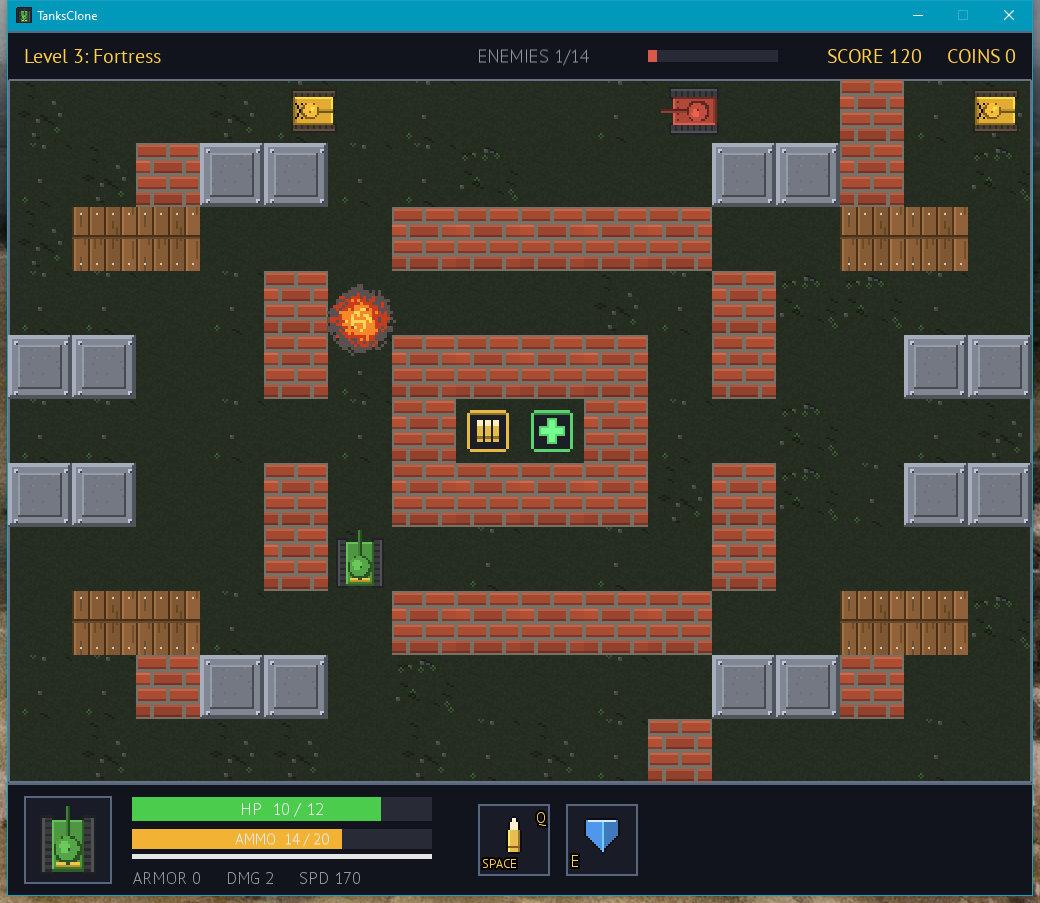 TanksClone
Level 3: Fortress
ENEMIES 1/14
SCORE 120
COINS 0
HP 10 / 12
AMMO 14 / 20
ARMOR 0
DMG 2
SPD 170
Q
SPACE
E